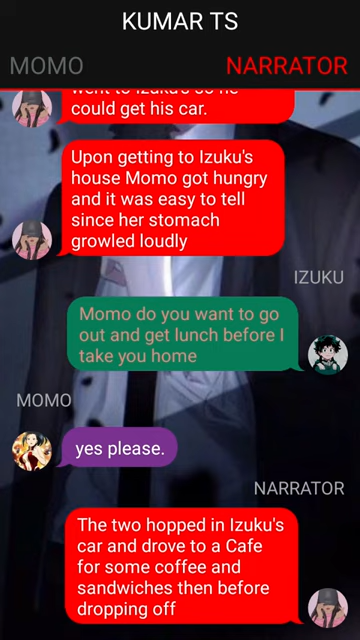 KUMAR TS
MOMO
NARRATOR
could get his car.
Upon getting to Izuku's
house Momo got hungry
and it was easy to tell
since her stomach
growled loudly
IZUKU
Momo do you want to go
out and get lunch before I
take you home
MOMO
yes please.
NARRATOR
The two hopped in Izuku's
car and drove to a Cafe
for some coffee and
sandwiches then before
dropping off